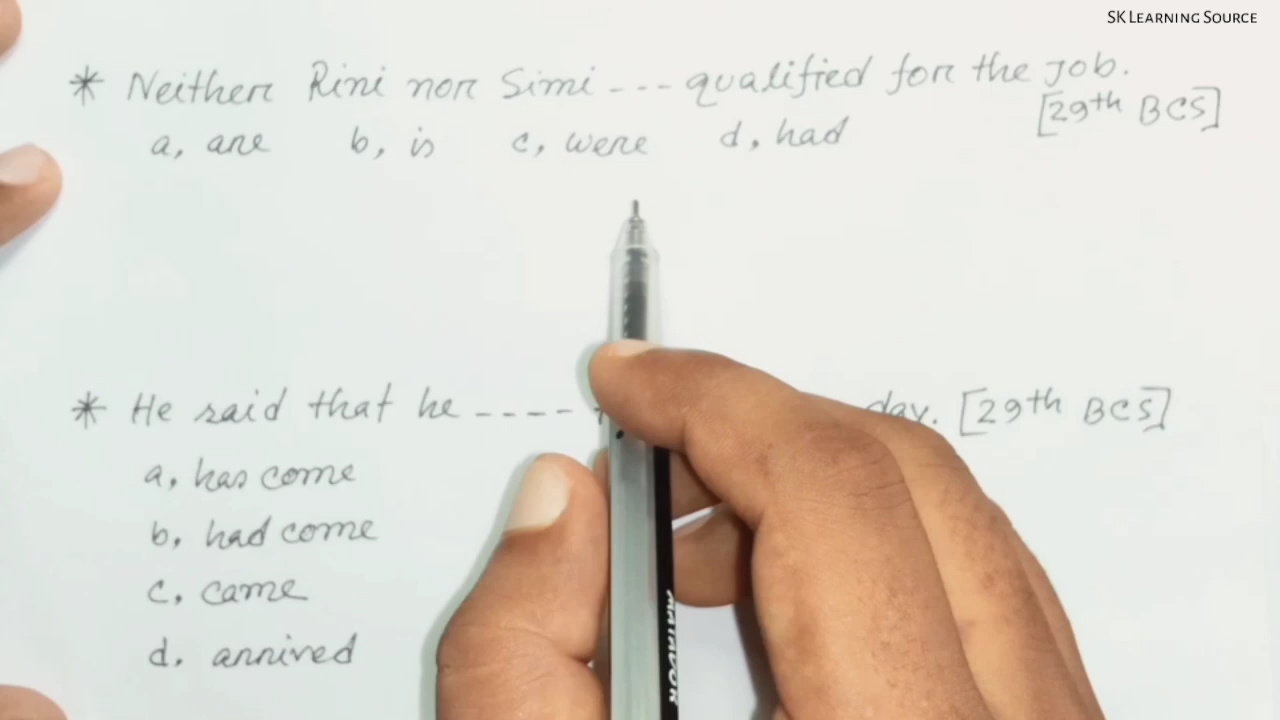 SK LEARNING SOURCE
* Neither Rini nor Simi --- qualified for the job.
[29th BCS]
a, are b, is c, were d, had
* He said that he ---- day. [29th BCS]
a, has come
b, had come
c, came
d. arrived
MATADOR